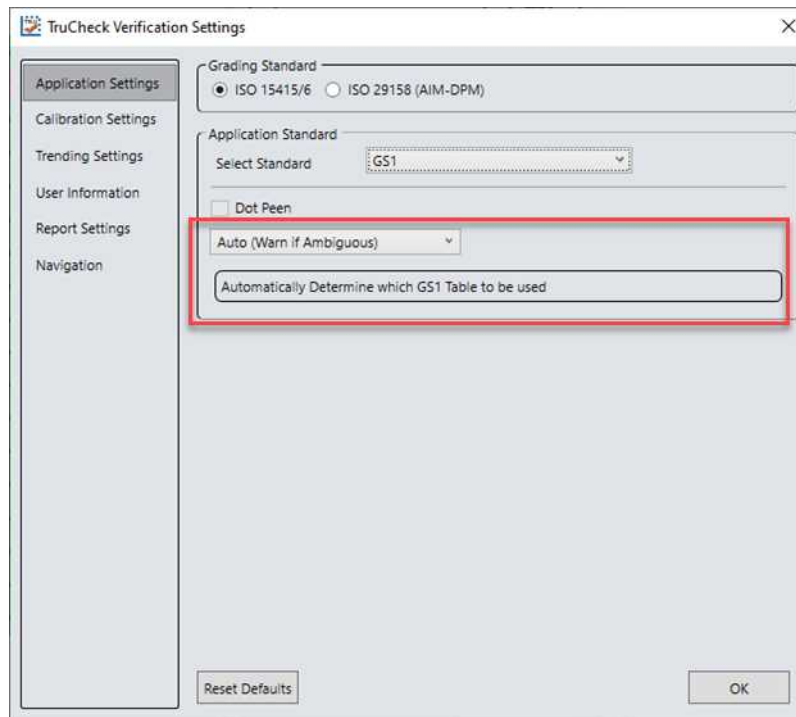 TruCheck Verification Settings
Application Settings
Calibration Settings
Trending Settings
User Information
Report Settings
Navigation
Grading Standard
ISO 15415/6 ISO 29158 (AIM-DPM)
Application Standard
Select Standard GS1
Dot Peen
Auto (Warn if Ambiguous)
Automatically Determine which GS1 Table to be used
Reset Defaults
OK